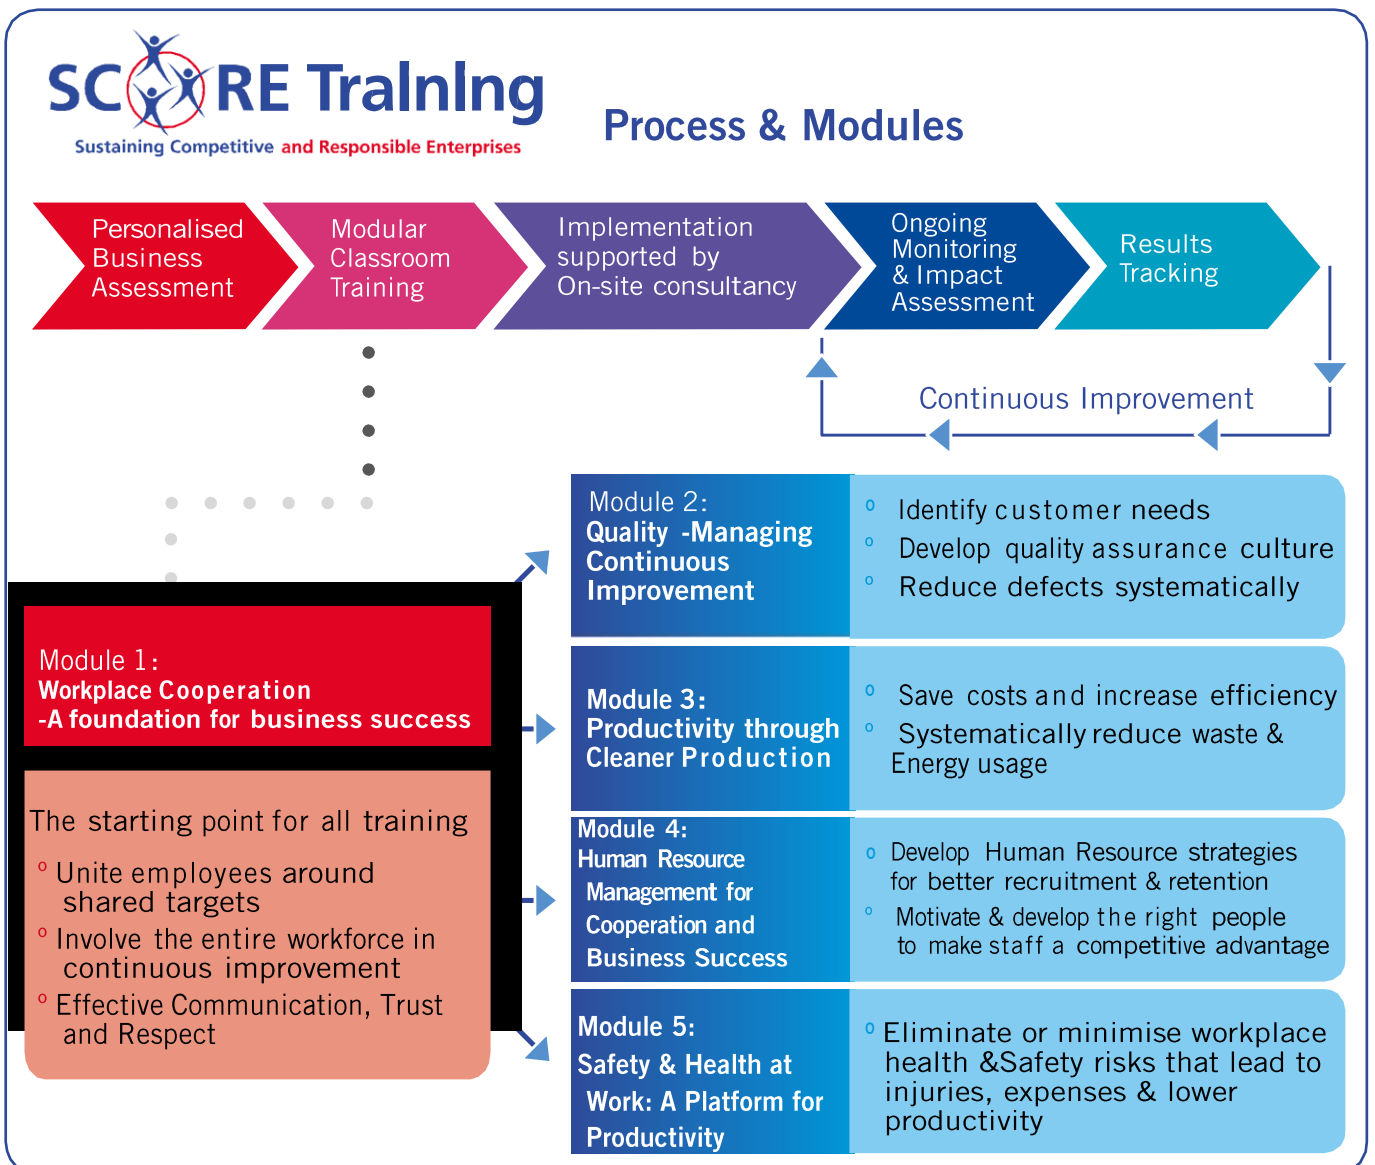 SCORE Training
Sustaining Competitive and Responsible Enterprises
Process & Modules
Personalised
Business
Assessment
Modular
Classroom
Training
Implementation
supported by
On-site consultancy
Ongoing
Monitoring
& Impact
Assessment
Results
Tracking
Continuous Improvement
Module 1:
Workplace Cooperation
-A foundation for business success
The starting point for all training
º Unite employees around
shared targets
º Involve the entire workforce in
continuous improvement
º Effective Communication, Trust
and Respect
Module 2:
Quality -Managing
Continuous
Improvement
º Identify customer needs
º Develop quality assurance culture
º Reduce defects systematically
Module 3:
Productivity through
Cleaner Production
º Save costs and increase efficiency
º Systematically reduce waste &
Energy usage
Module 4:
Human Resource
Management for
Cooperation and
Business Success
º Develop Human Resource strategies
for better recruitment & retention
º Motivate & develop the right people
to make staff a competitive advantage
Module 5:
Safety & Health at
Work: A Platform for
Productivity
º Eliminate or minimise workplace
health &Safety risks that lead to
injuries, expenses & lower
productivity